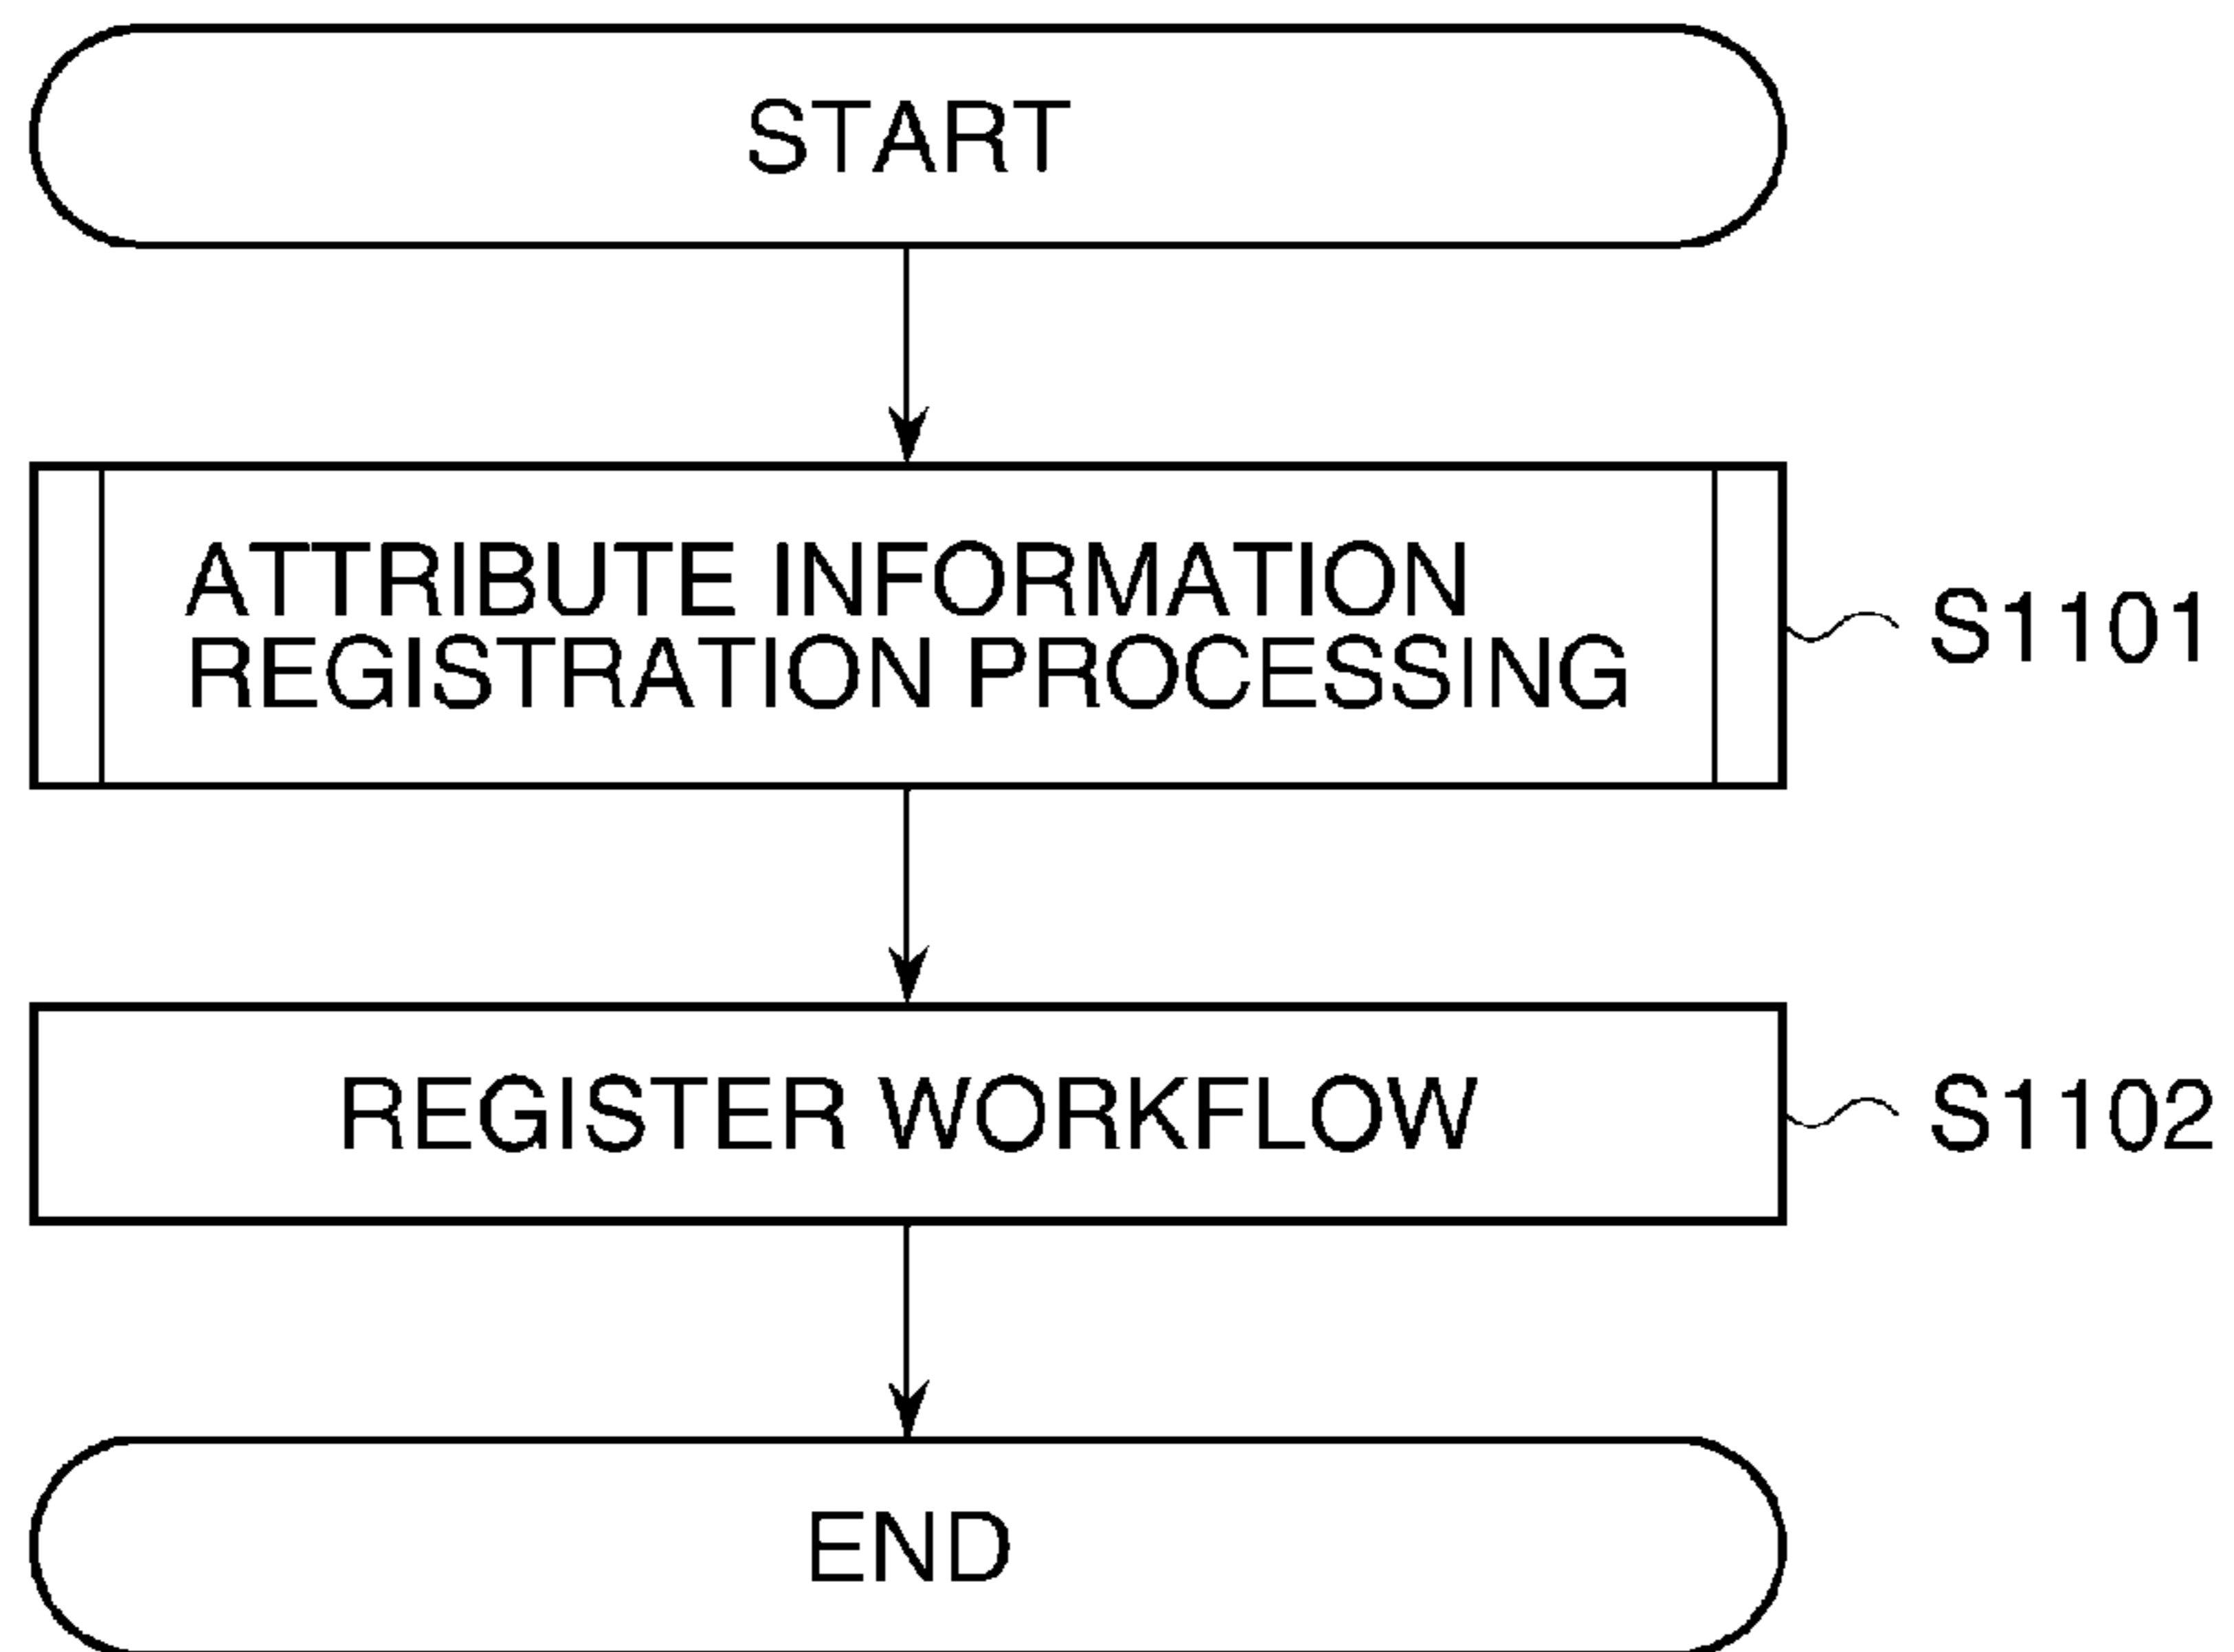 START
ATTRIBUTE INFORMATION
REGISTRATION PROCESSING
S1101
REGISTER WORKFLOW
S1102
END